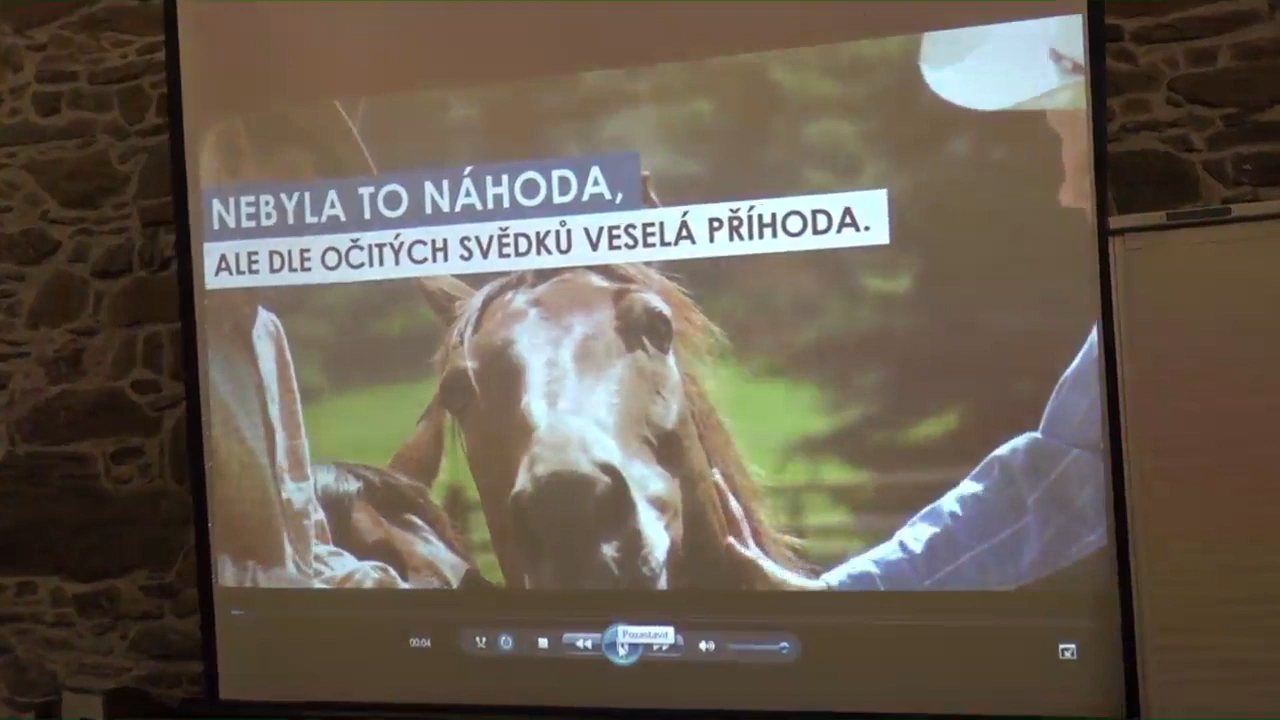 NEBYLA TO NÁHODA,
ALE DLE OČITÝCH SVĚDKŮ VESELÁ PŘÍHODA.
00:04
Pozastavit